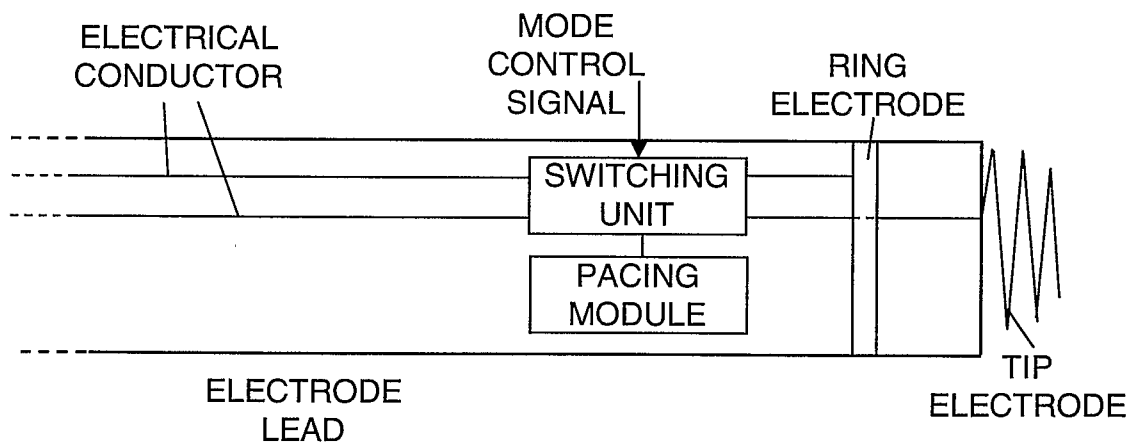 ELECTRICAL
CONDUCTOR
MODE
CONTROL
SIGNAL
RING
ELECTRODE
SWITCHING
UNIT
PACING
MODULE
TIP
ELECTRODE
ELECTRODE
LEAD